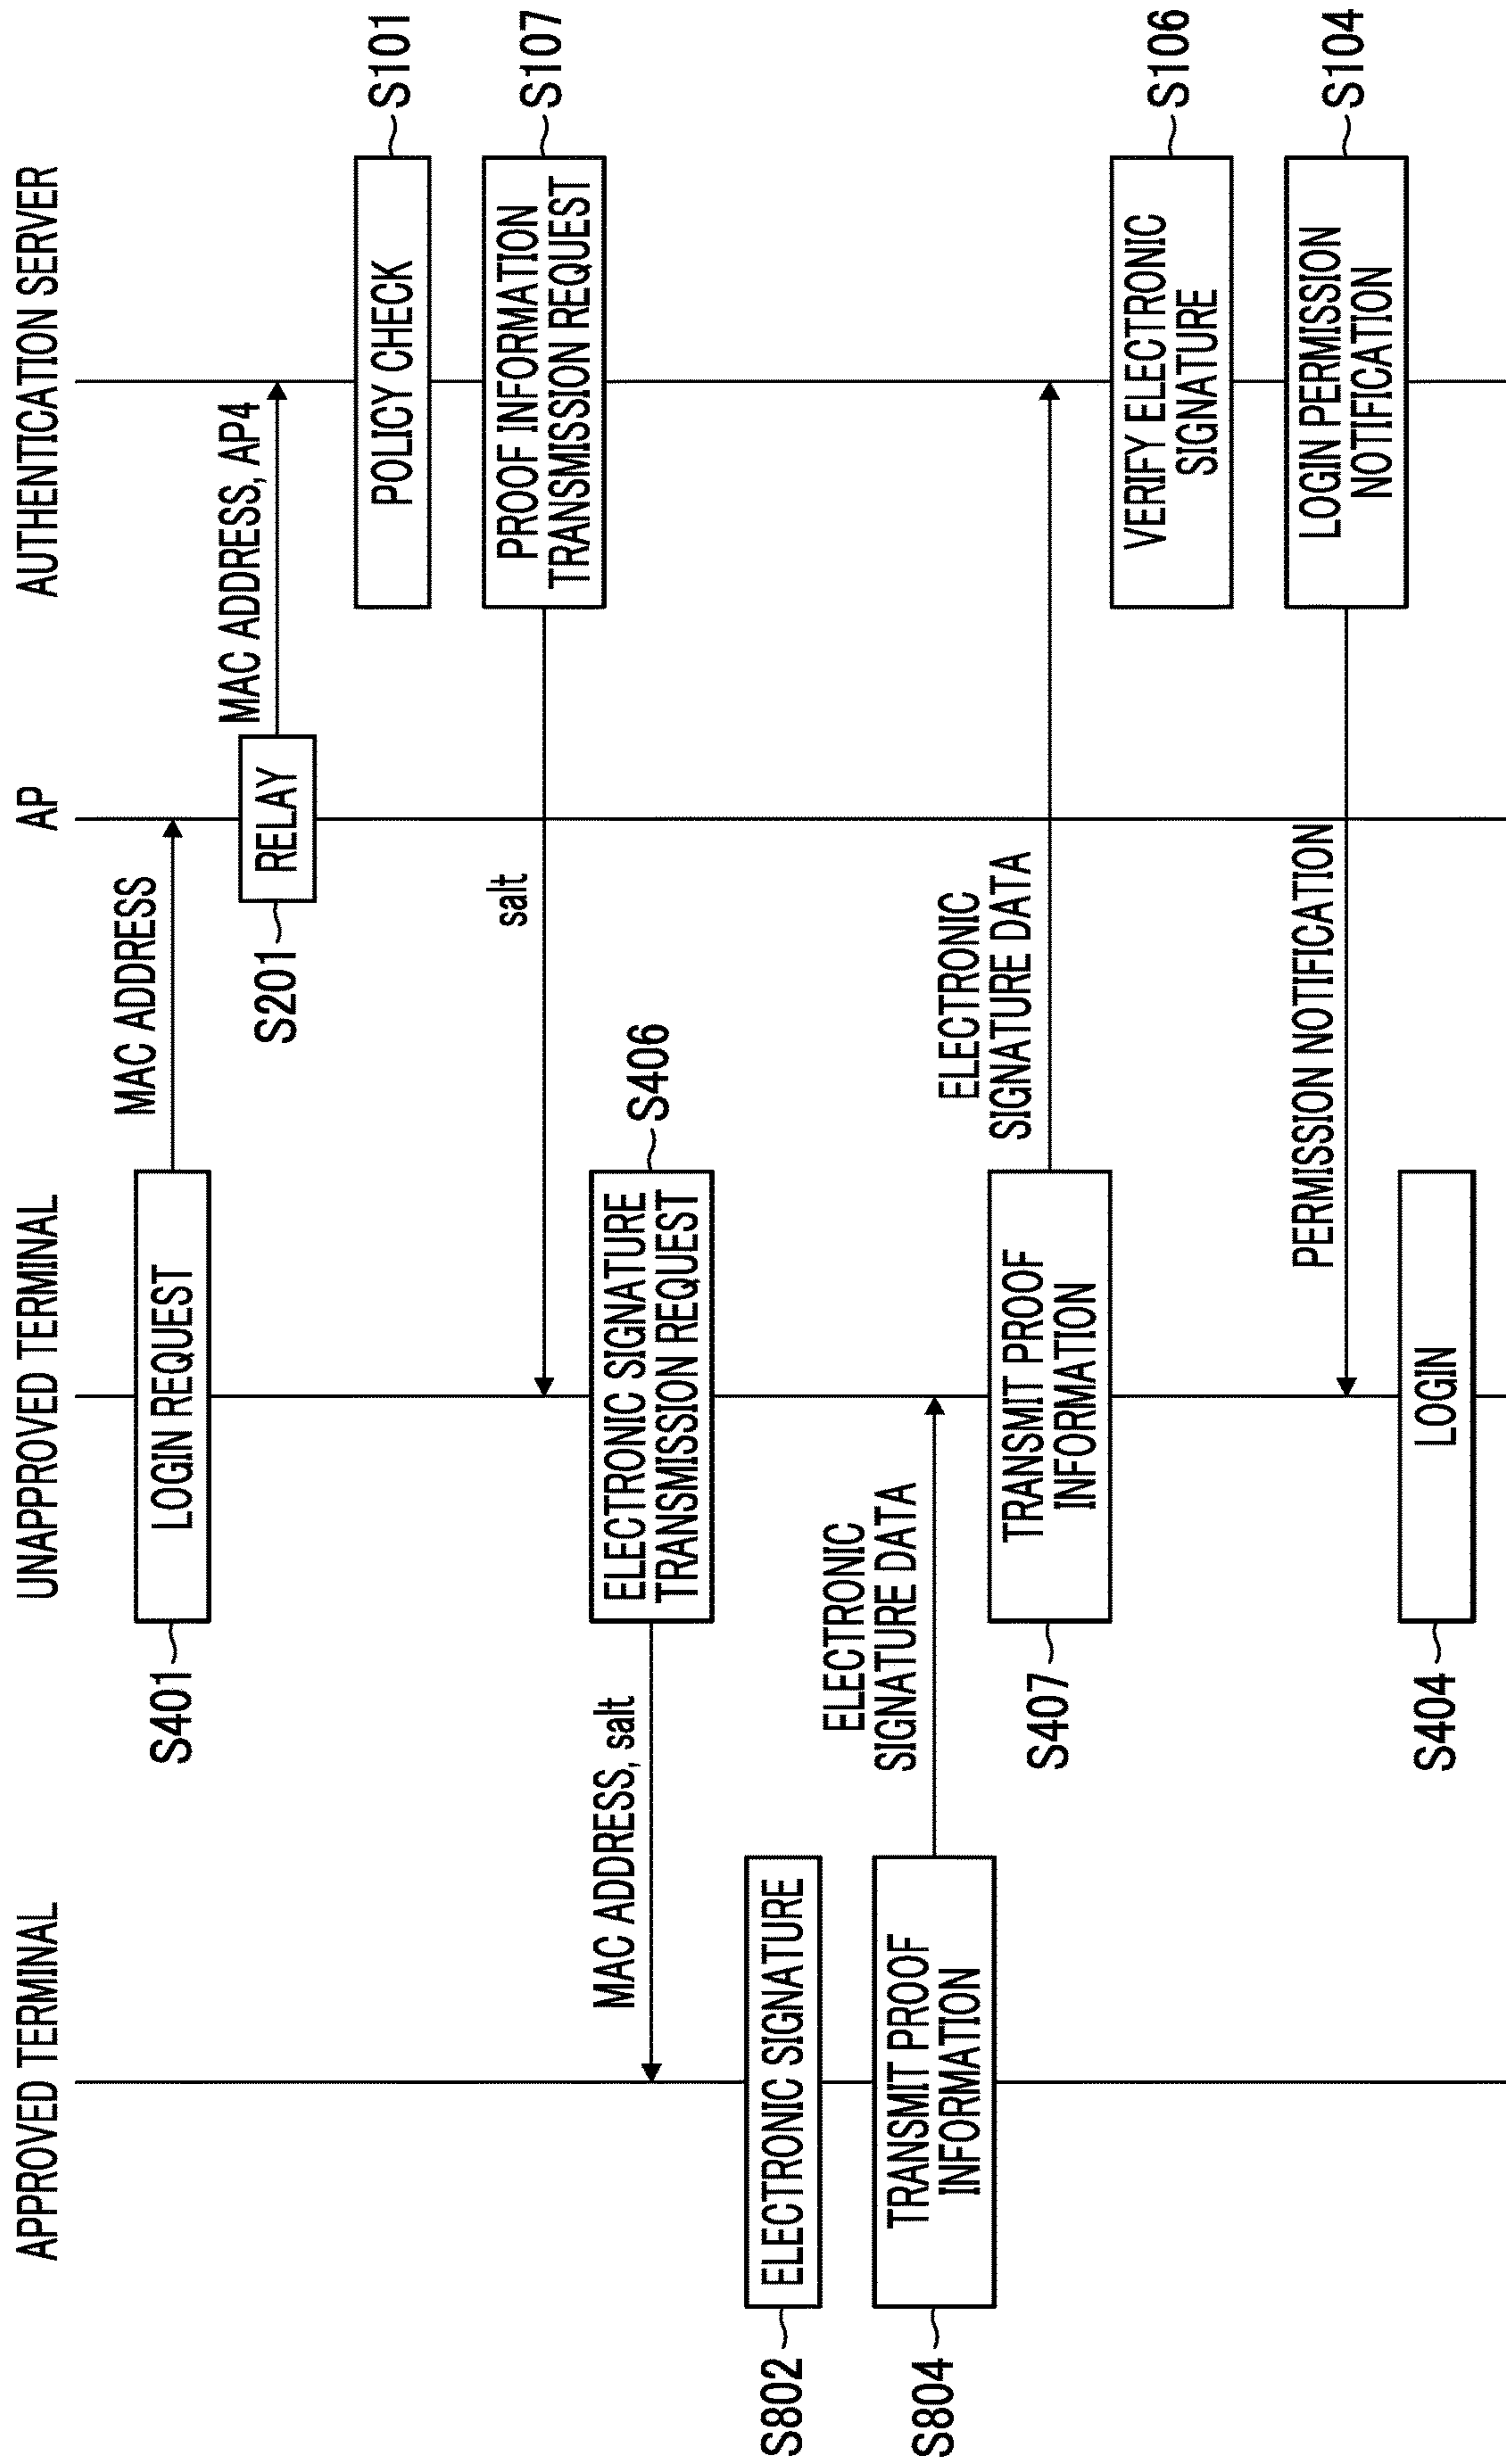 APPROVED TERMINAL
UNAPPROVED TERMINAL
AP
AUTHENTICATION SERVER
S401
LOGIN REQUEST
MAC ADDRESS
S201
RELAY
MAC ADDRESS, AP4
POLICY CHECK
S101
PROOF INFORMATION
TRANSMISSION REQUEST
S107
salt
ELECTRONIC SIGNATURE
TRANSMISSION REQUEST
S406
MAC ADDRESS, salt
S802
ELECTRONIC SIGNATURE
S804
TRANSMIT PROOF
INFORMATION
ELECTRONIC
SIGNATURE DATA
S407
TRANSMIT PROOF
INFORMATION
ELECTRONIC
SIGNATURE DATA
VERIFY ELECTRONIC
SIGNATURE
S106
LOGIN PERMISSION
NOTIFICATION
S104
PERMISSION NOTIFICATION
S404
LOGIN